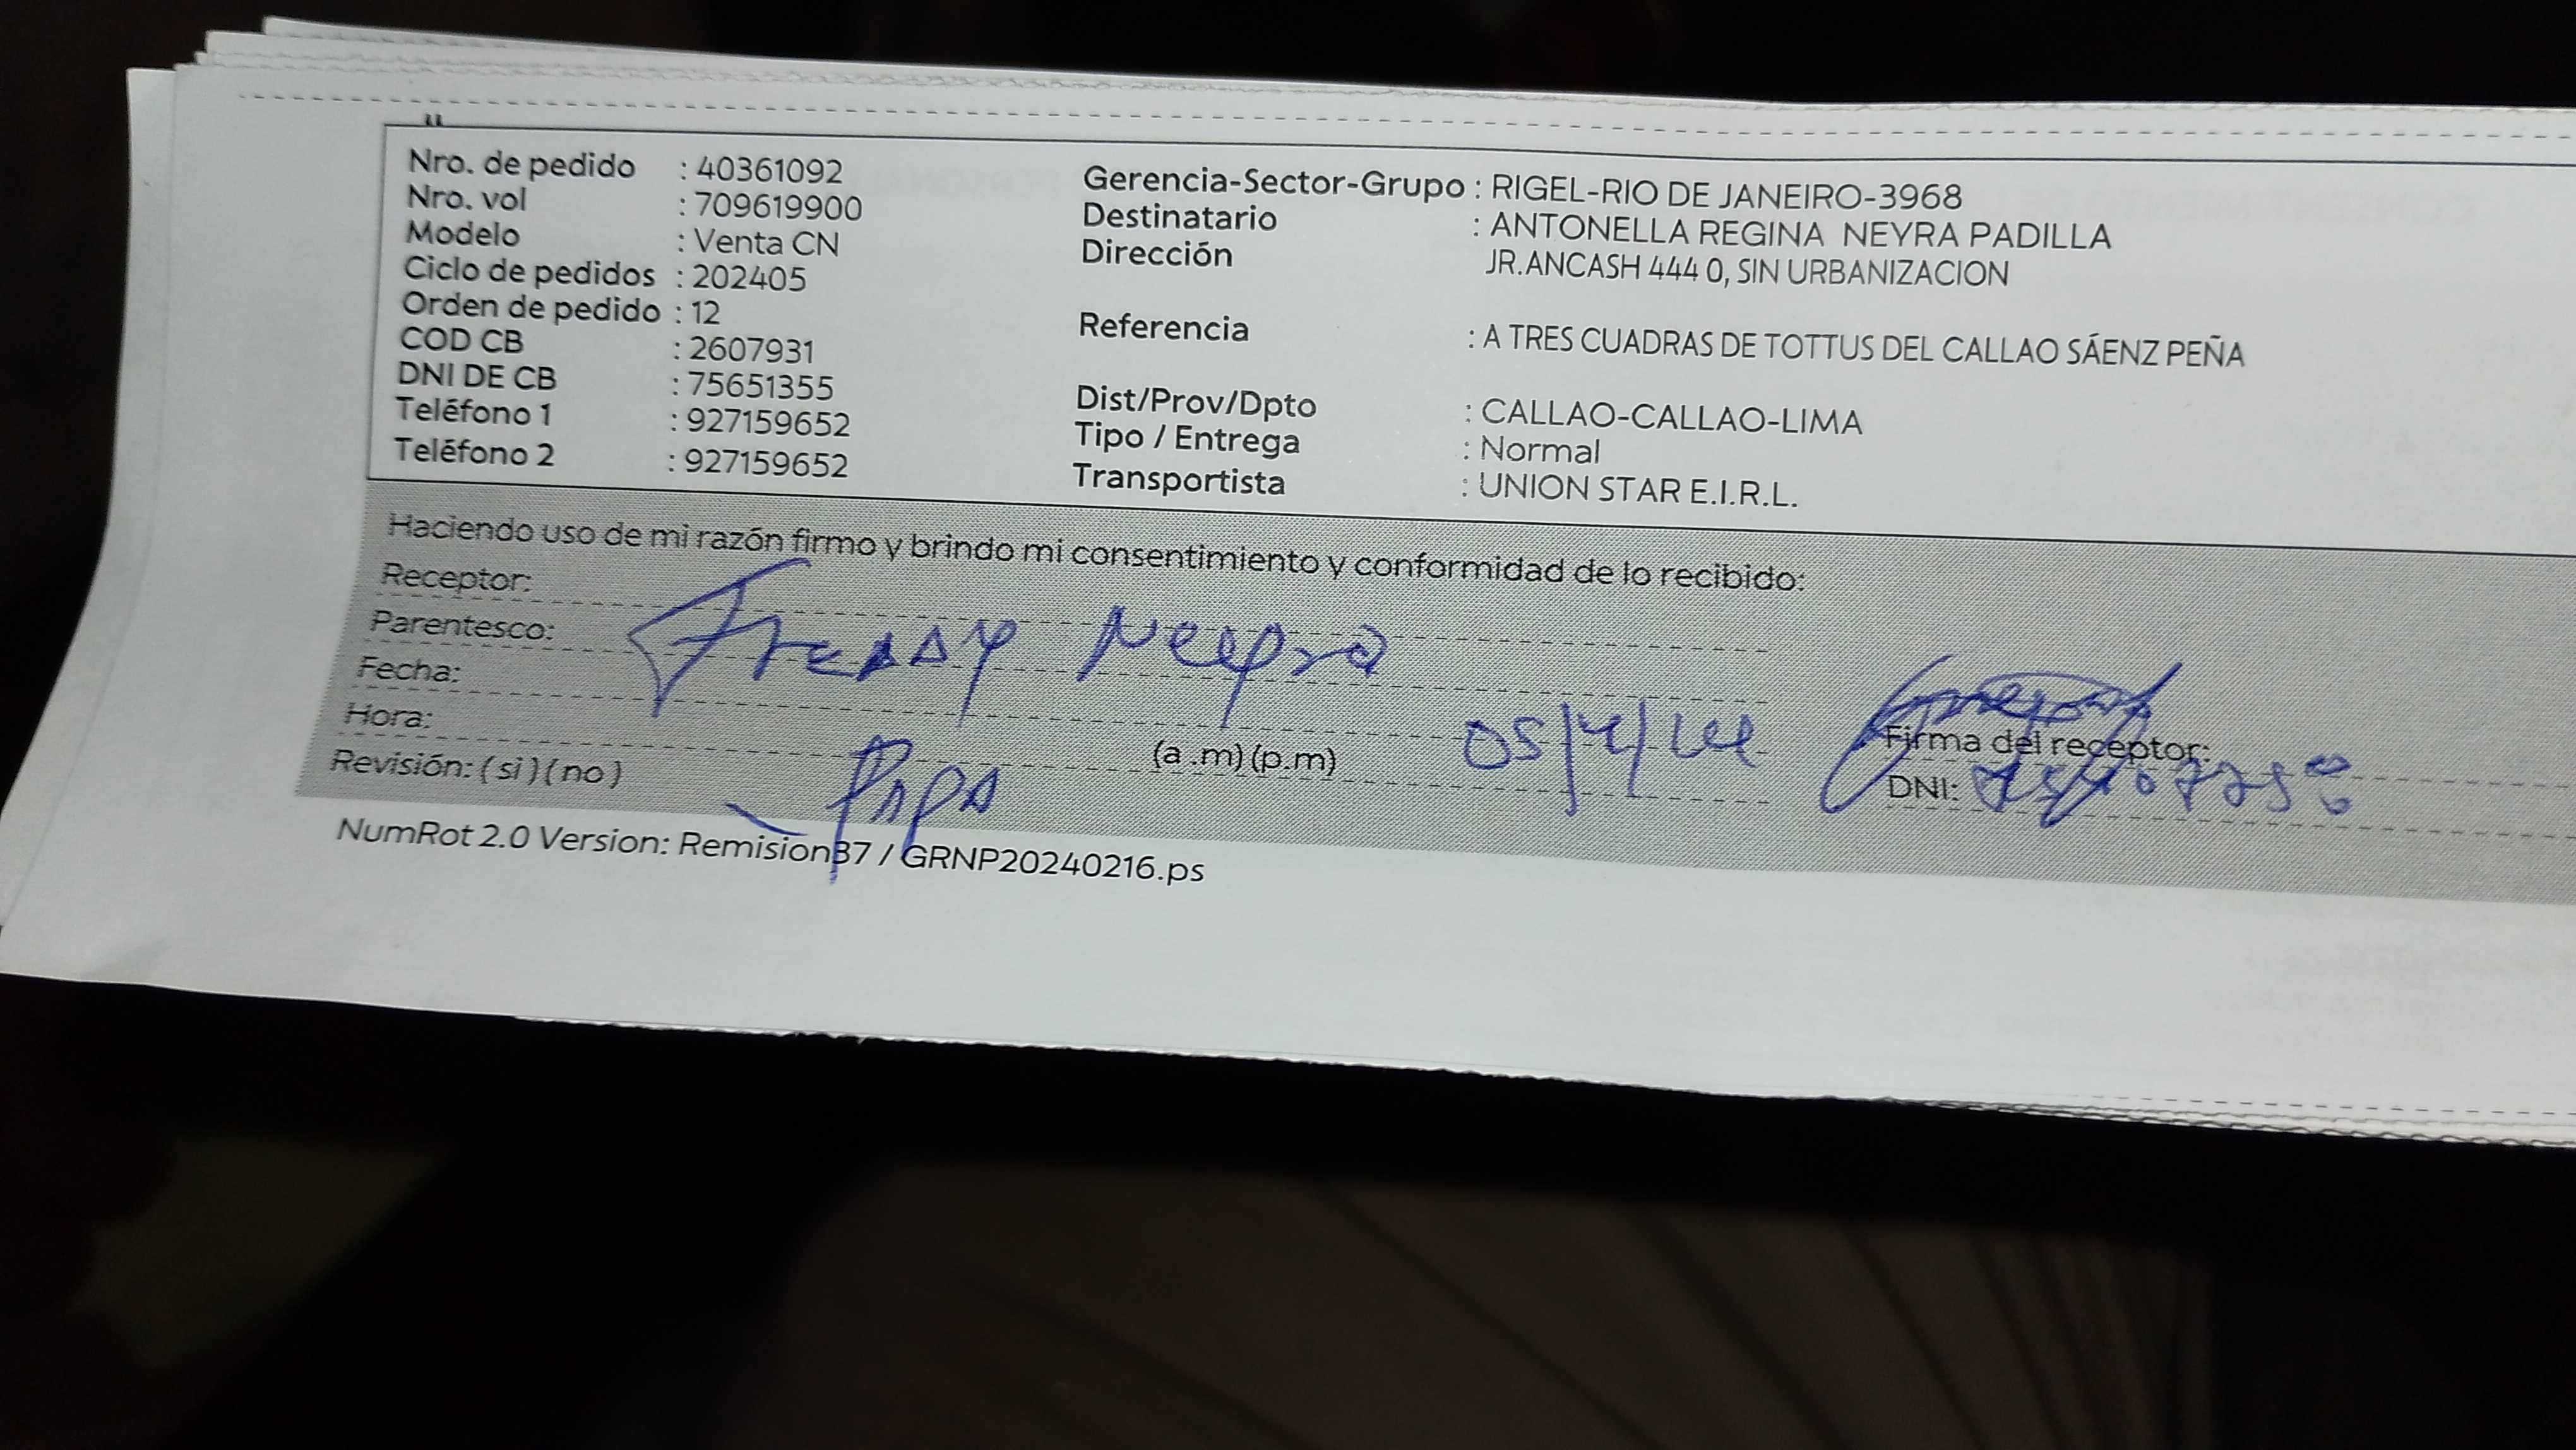 Nro. de pedido : 40361092
Nro. vol : 709619900
Modelo : Venta CN
Ciclo de pedidos : 202405
Orden de pedido : 12
COD CB : 2607931
DNI DE CB : 75651355
Teléfono 1 : 927159652
Teléfono 2 : 927159652
Gerencia-Sector-Grupo : RIGEL-RIO DE JANEIRO-3968
Destinatario : ANTONELLA REGINA NEYRA PADILLA
Dirección JR.ANCASH 444 0, SIN URBANIZACION
Referencia : A TRES CUADRAS DE TOTTUS DEL CALLAO SÁENZ PEÑA
Dist/Prov/Dpto : CALLAO-CALLAO-LIMA
Tipo / Entrega : Normal
Transportista : UNION STAR E.I.R.L.
Haciendo uso de mi razón firmo y brindo mi consentimiento y conformidad de lo recibido:
Receptor:
Parentesco: Freddy Neyra
Fecha:
Hora: (a .m) (p.m)
Revisión: ( si ) ( no ) Papa
Firma del receptor:
DNI:
NumRot 2.0 Version: Remision37 / GRNP20240216.ps